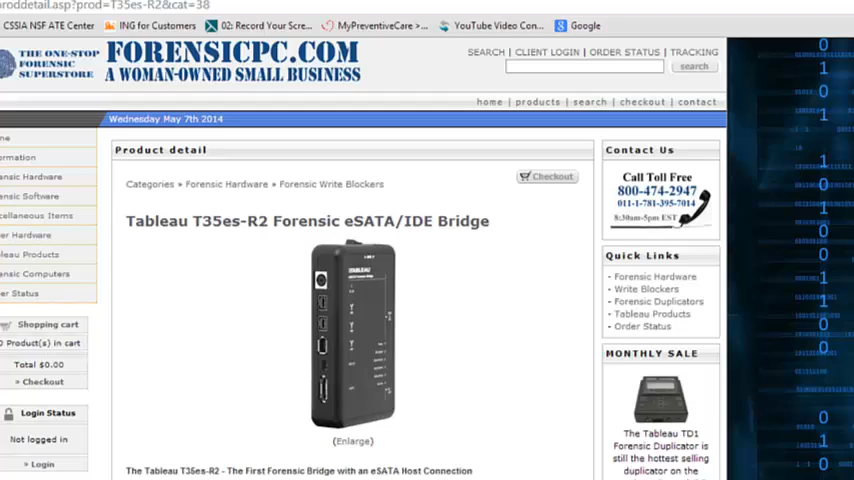 roddetail.asp?prod=T35es-R2&cat=38
CSSIA NSF ATE Center
ING for Customers
02: Record Your Scre...
MyPreventiveCare >...
YouTube Video Con...
Google
THE ONE-STOP
FORENSIC
SUPERSTORE
FORENSICPC.COM
A WOMAN-OWNED SMALL BUSINESS
SEARCH | CLIENT LOGIN | ORDER STATUS | TRACKING
search
home | products | search | checkout | contact
Wednesday May 7th 2014
me
ormation
ensic Hardware
ensic Software
cellaneous Items
er Hardware
leau Products
ensic Computers
er Status
Shopping cart
0 Product(s) in cart
Total $0.00
» Checkout
Login Status
Not logged in
» Login
Product detail
Categories » Forensic Hardware » Forensic Write Blockers
Checkout
Tableau T35es-R2 Forensic eSATA/IDE Bridge
TABLEAU
(Enlarge)
The Tableau T35es-R2 - The First Forensic Bridge with an eSATA Host Connection
Contact Us
Call Toll Free
800-474-2947
011-1-781-395-7014
8:30am-5pm EST
Quick Links
- Forensic Hardware
- Write Blockers
- Forensic Duplicators
- Tableau Products
- Order Status
MONTHLY SALE
The Tableau TD1
Forensic Duplicator is
still the hottest selling
duplicator on the